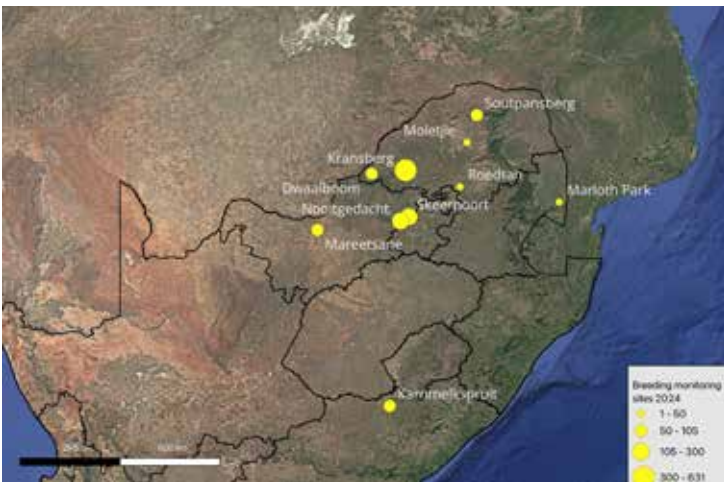 Soutpansberg
Moletjie
Kransberg
Dwaalboom
Roedtan
Marloth Park
Nooitgedacht
Skeerpoort
Mareetsane
Kammelkspruit
Breeding monitoring
sites 2024
1 - 50
50 - 105
105 - 300
300 - 631